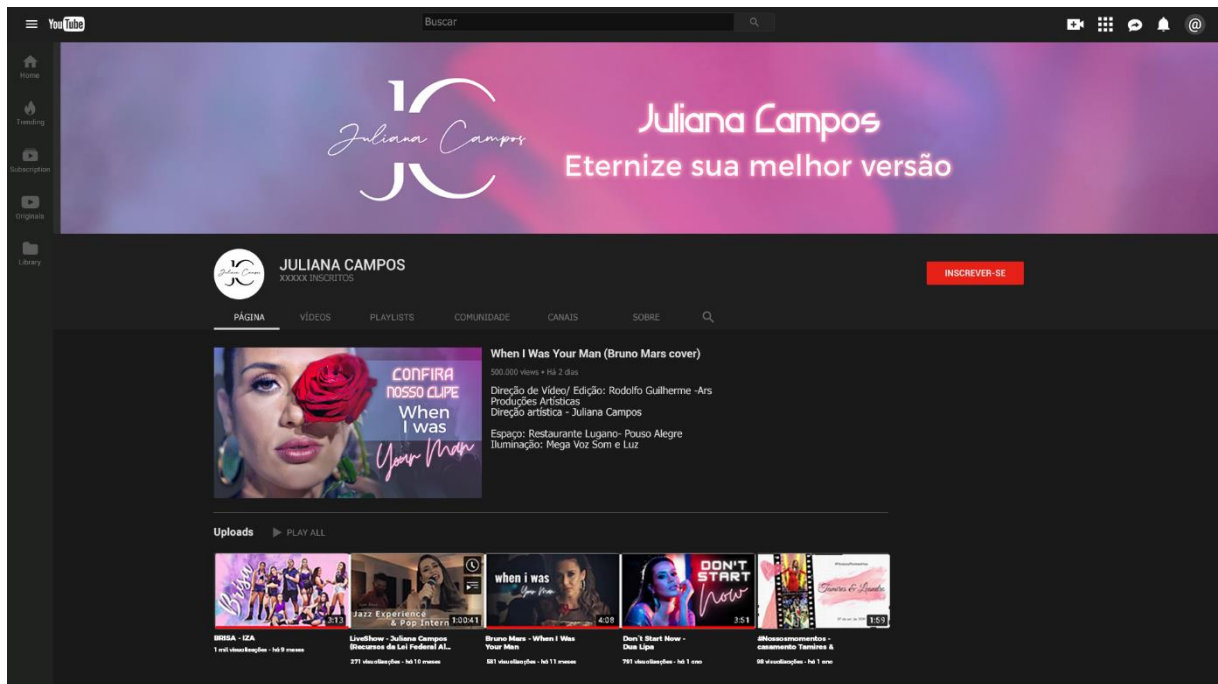 YouTube
Buscar
@
Home
Trending
Subscription
Originals
Library
JC
Juliana Campos
Juliana Campos
Eternize sua melhor versão
Juliana Campos
JC
JULIANA CAMPOS
XXXXX INSCRITOS
INSCREVER-SE
PÁGINA VÍDEOS PLAYLISTS COMUNIDADE CANAIS SOBRE
CONFIRA
NOSSO CLIPE
When
I was
Your Man
When I Was Your Man (Bruno Mars cover)
500.000 views • Há 2 dias
Direção de Vídeo/ Edição: Rodolfo Guilherme -Ars
Produções Artísticas
Direção artística - Juliana Campos
Espaço: Restaurante Lugano- Pouso Alegre
Iluminação: Mega Voz Som e Luz
Uploads PLAY ALL
Brisa
3:13
Jazz Experience
& Pop Intern
1:00:41
when i was
Your Man
4:08
DON'T
START
Now
3:51
Tamires & Leandro
1:59
BRISA - IZA
1 mil visualizações - há 9 meses
LiveShow - Juliana Campos
(Recursos da Lei Federal Al...
271 visualizações - há 10 meses
Bruno Mars - When I Was
Your Man
581 visualizações - há 11 meses
Don´t Start Now -
Dua Lipa
791 visualizações - há 1 ano
#Nossosmomentos -
casamento Tamires &
98 visualizações - há 1 ano